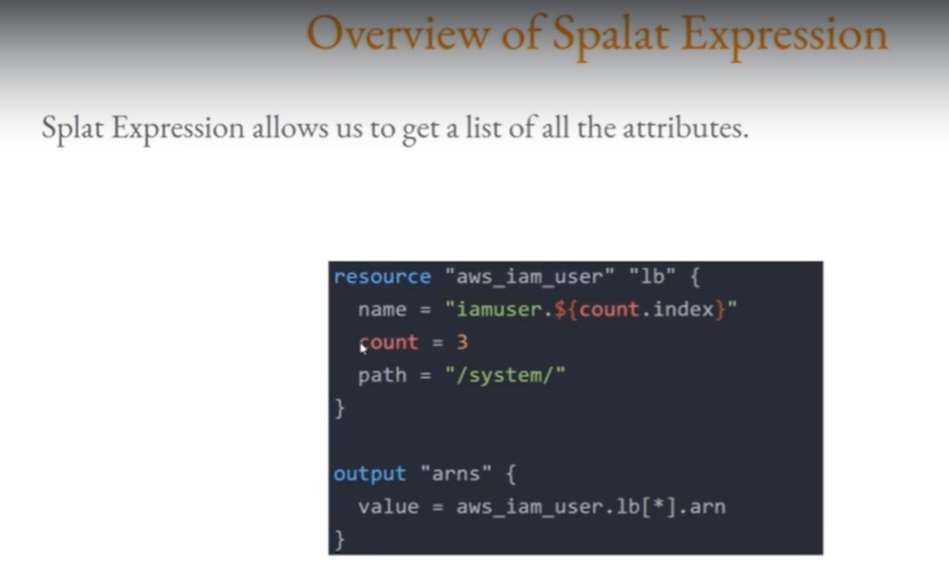 Overview of Spalat Expression
Splat Expression allows us to get a list of all the attributes.
resource "aws_iam_user" "lb" {
  name = "iamuser.${count.index}"
  count = 3
  path = "/system/"
}
output "arns" {
  value = aws_iam_user.lb[*].arn
}